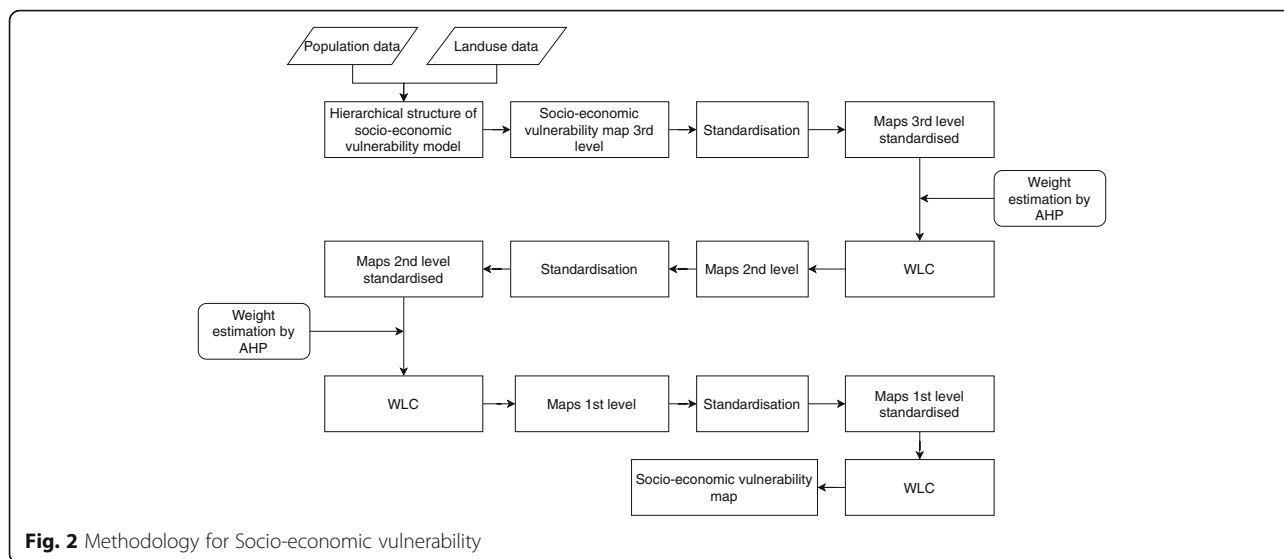 Population data
Landuse data
Hierarchical structure of
socio-economic
vulnerability model
Socio-economic
vulnerability map 3rd
level
Standardisation
Maps 3rd level
standardised
Weight
estimation by
AHP
Maps 2nd level
standardised
Standardisation
Maps 2nd level
WLC
Weight
estimation by
AHP
WLC
Maps 1st level
Standardisation
Maps 1st level
standardised
Socio-economic vulnerability
map
WLC
Fig. 2 Methodology for Socio-economic vulnerability